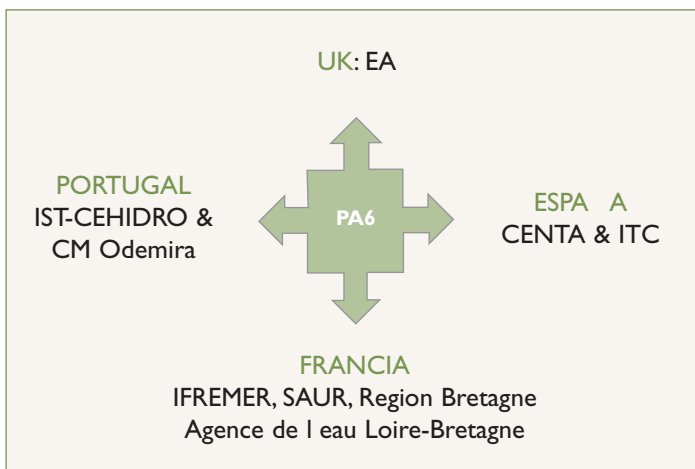 UK: EA
PORTUGAL
IST-CEHIDRO &
CM Odemira
PA6
ESPA A
CENTA & ITC
FRANCIA
IFREMER, SAUR, Region Bretagne
Agence de l eau Loire-Bretagne